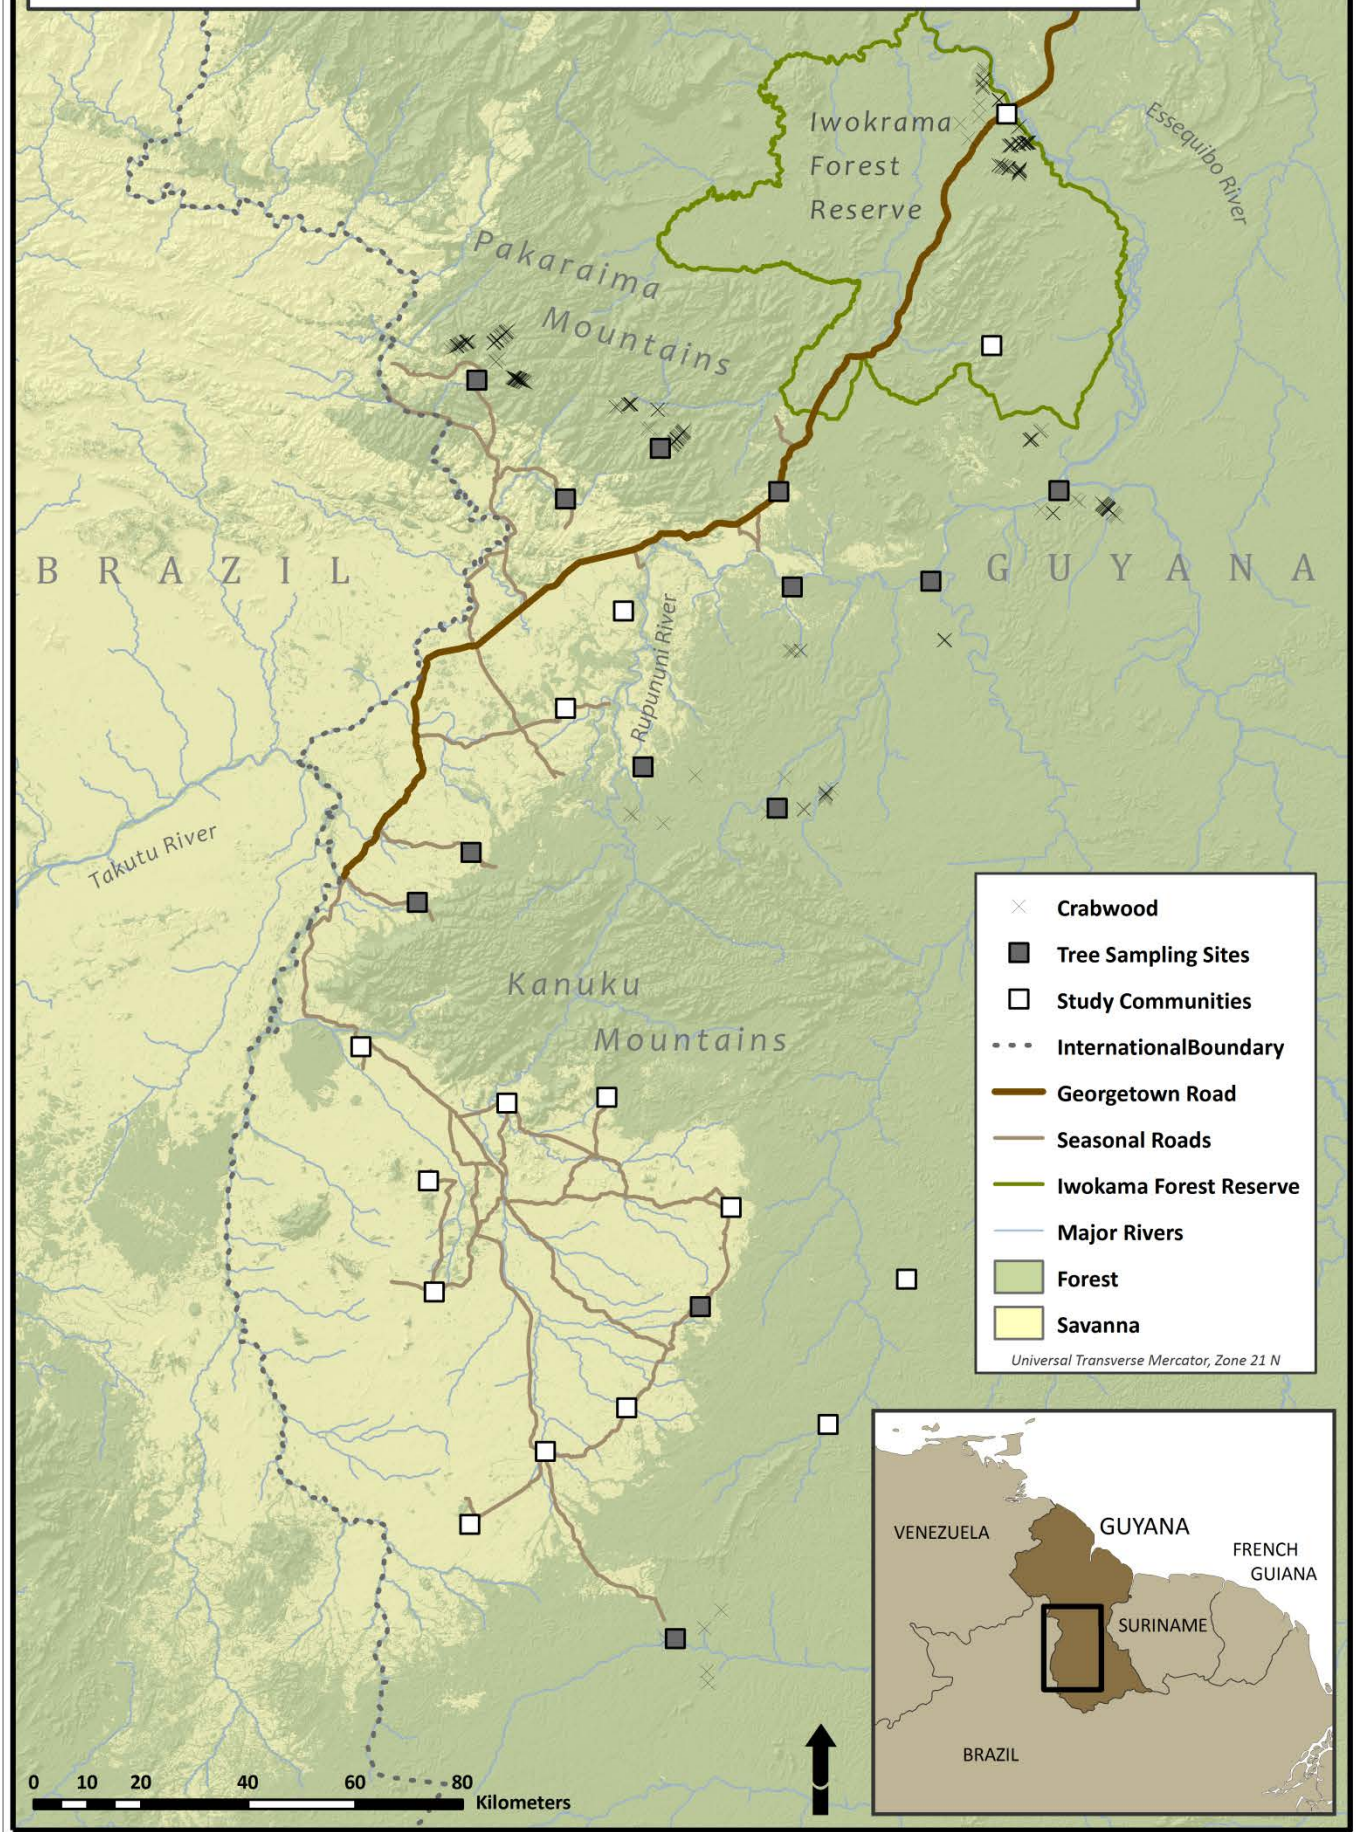 Iwokrama
Forest
Reserve
Essequibo River
Pakaraima
Mountains
BRAZIL
GUYANA
Rupununi River
Takutu River
Kanuku
Mountains
Crabwood
Tree Sampling Sites
Study Communities
InternationalBoundary
Georgetown Road
Seasonal Roads
Iwokama Forest Reserve
Major Rivers
Forest
Savanna
Universal Transverse Mercator, Zone 21 N
VENEZUELA
GUYANA
FRENCH
GUIANA
SURINAME
BRAZIL
0 10 20 40 60 80
Kilometers